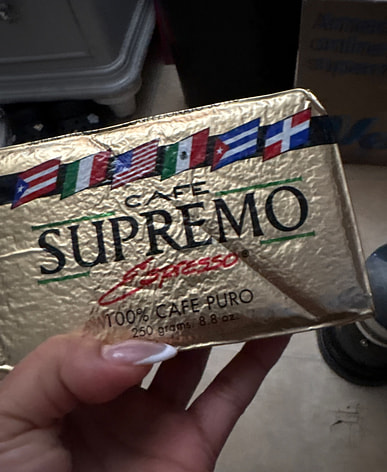 CAFE
SUPREMO
Espresso®
100% CAFE PURO
250 grams. 8.8 oz.